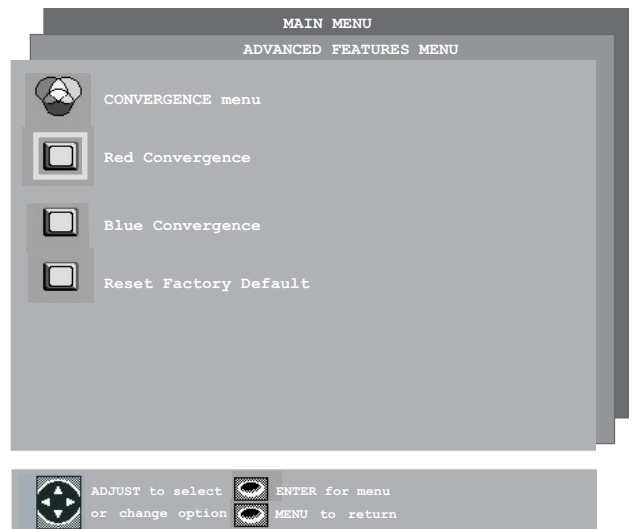 MAIN MENU
ADVANCED FEATURES MENU
CONVERGENCE menu
Red Convergence
Blue Convergence
Reset Factory Default
ADJUST to select ENTER for menu
or change option MENU to return